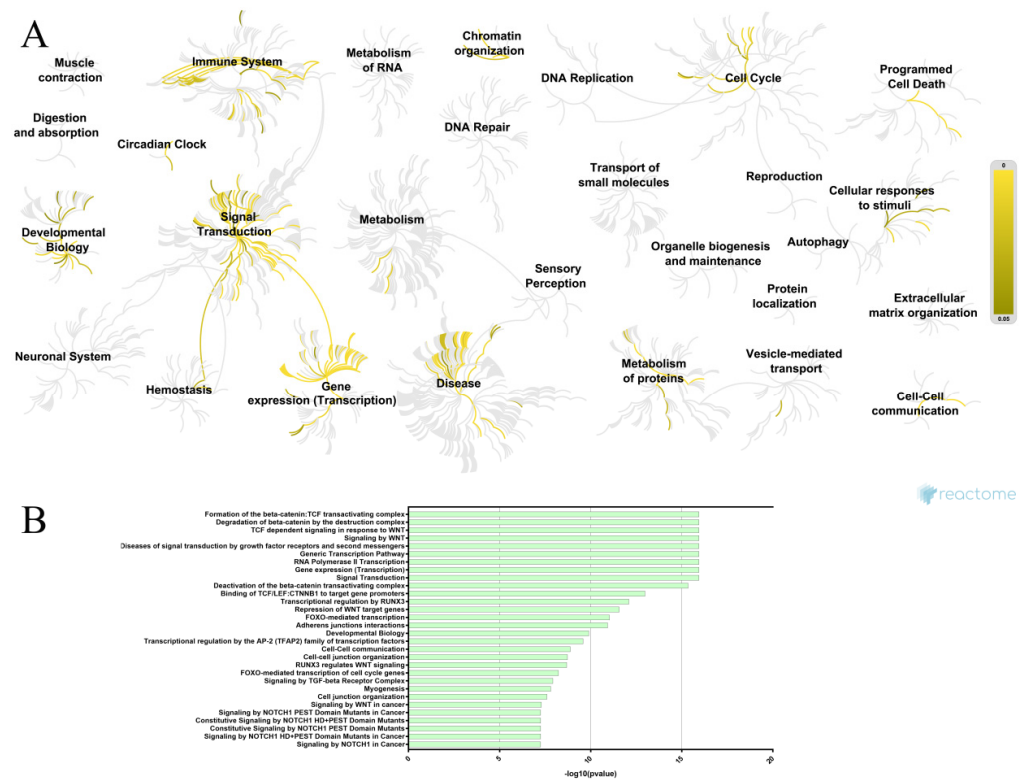 A
Muscle
contraction
Immune System
Metabolism
of RNA
Chromatin
organization
DNA Replication
Cell Cycle
Programmed
Cell Death
Digestion
and absorption
Circadian Clock
DNA Repair
Transport of
small molecules
Reproduction
Cellular responses
to stimuli
0
0.05
Developmental
Biology
Signal
Transduction
Metabolism
Organelle biogenesis
and maintenance
Autophagy
Sensory
Perception
Protein
localization
Extracellular
matrix organization
Neuronal System
Hemostasis
Gene
expression (Transcription)
Disease
Metabolism
of proteins
Vesicle-mediated
transport
Cell-Cell
communication
reactome
B
Formation of the beta-catenin:TCF transactivating complex
Degradation of beta-catenin by the destruction complex
TCF dependent signaling in response to WNT
Signaling by WNT
Diseases of signal transduction by growth factor receptors and second messengers
Generic Transcription Pathway
RNA Polymerase II Transcription
Gene expression (Transcription)
Signal Transduction
Deactivation of the beta-catenin transactivating complex
Binding of TCF/LEF:CTNNB1 to target gene promoters
Transcriptional regulation by RUNX3
Repression of WNT target genes
FOXO-mediated transcription
Adherens junctions interactions
Developmental Biology
Transcriptional regulation by the AP-2 (TFAP2) family of transcription factors
Cell-Cell communication
Cell-cell junction organization
RUNX3 regulates WNT signaling
FOXO-mediated transcription of cell cycle genes
Signaling by TGF-beta Receptor Complex
Myogenesis
Cell junction organization
Signaling by WNT in cancer
Signaling by NOTCH1 PEST Domain Mutants in Cancer
Constitutive Signaling by NOTCH1 HD+PEST Domain Mutants
Constitutive Signaling by NOTCH1 PEST Domain Mutants
Signaling by NOTCH1 HD+PEST Domain Mutants in Cancer
Signaling by NOTCH1 in Cancer
0 5 10 15 20
-log10(pvalue)